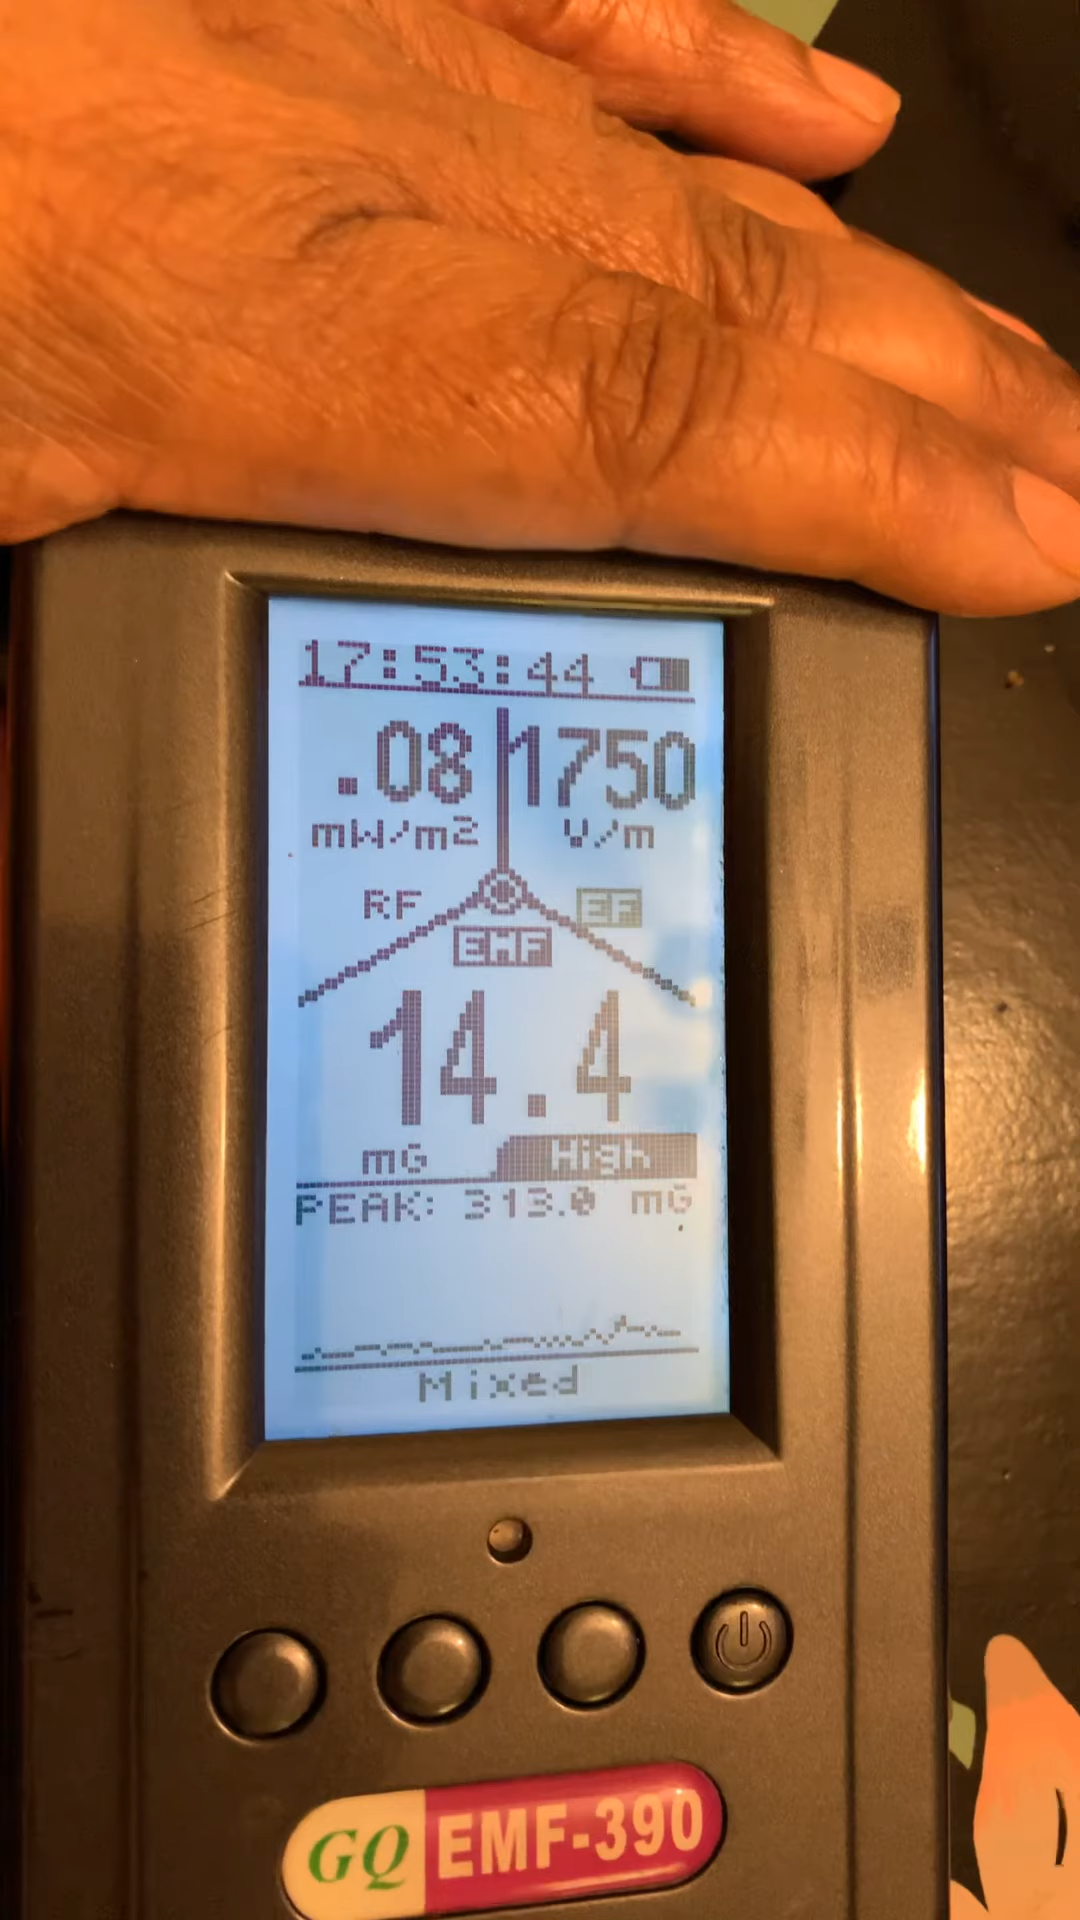 17:53:44
.08 1750
mW/m2 V/m
RF EF
EMF
14.4
mG High
PEAK: 313.0 mG
Mixed
GQ EMF-390